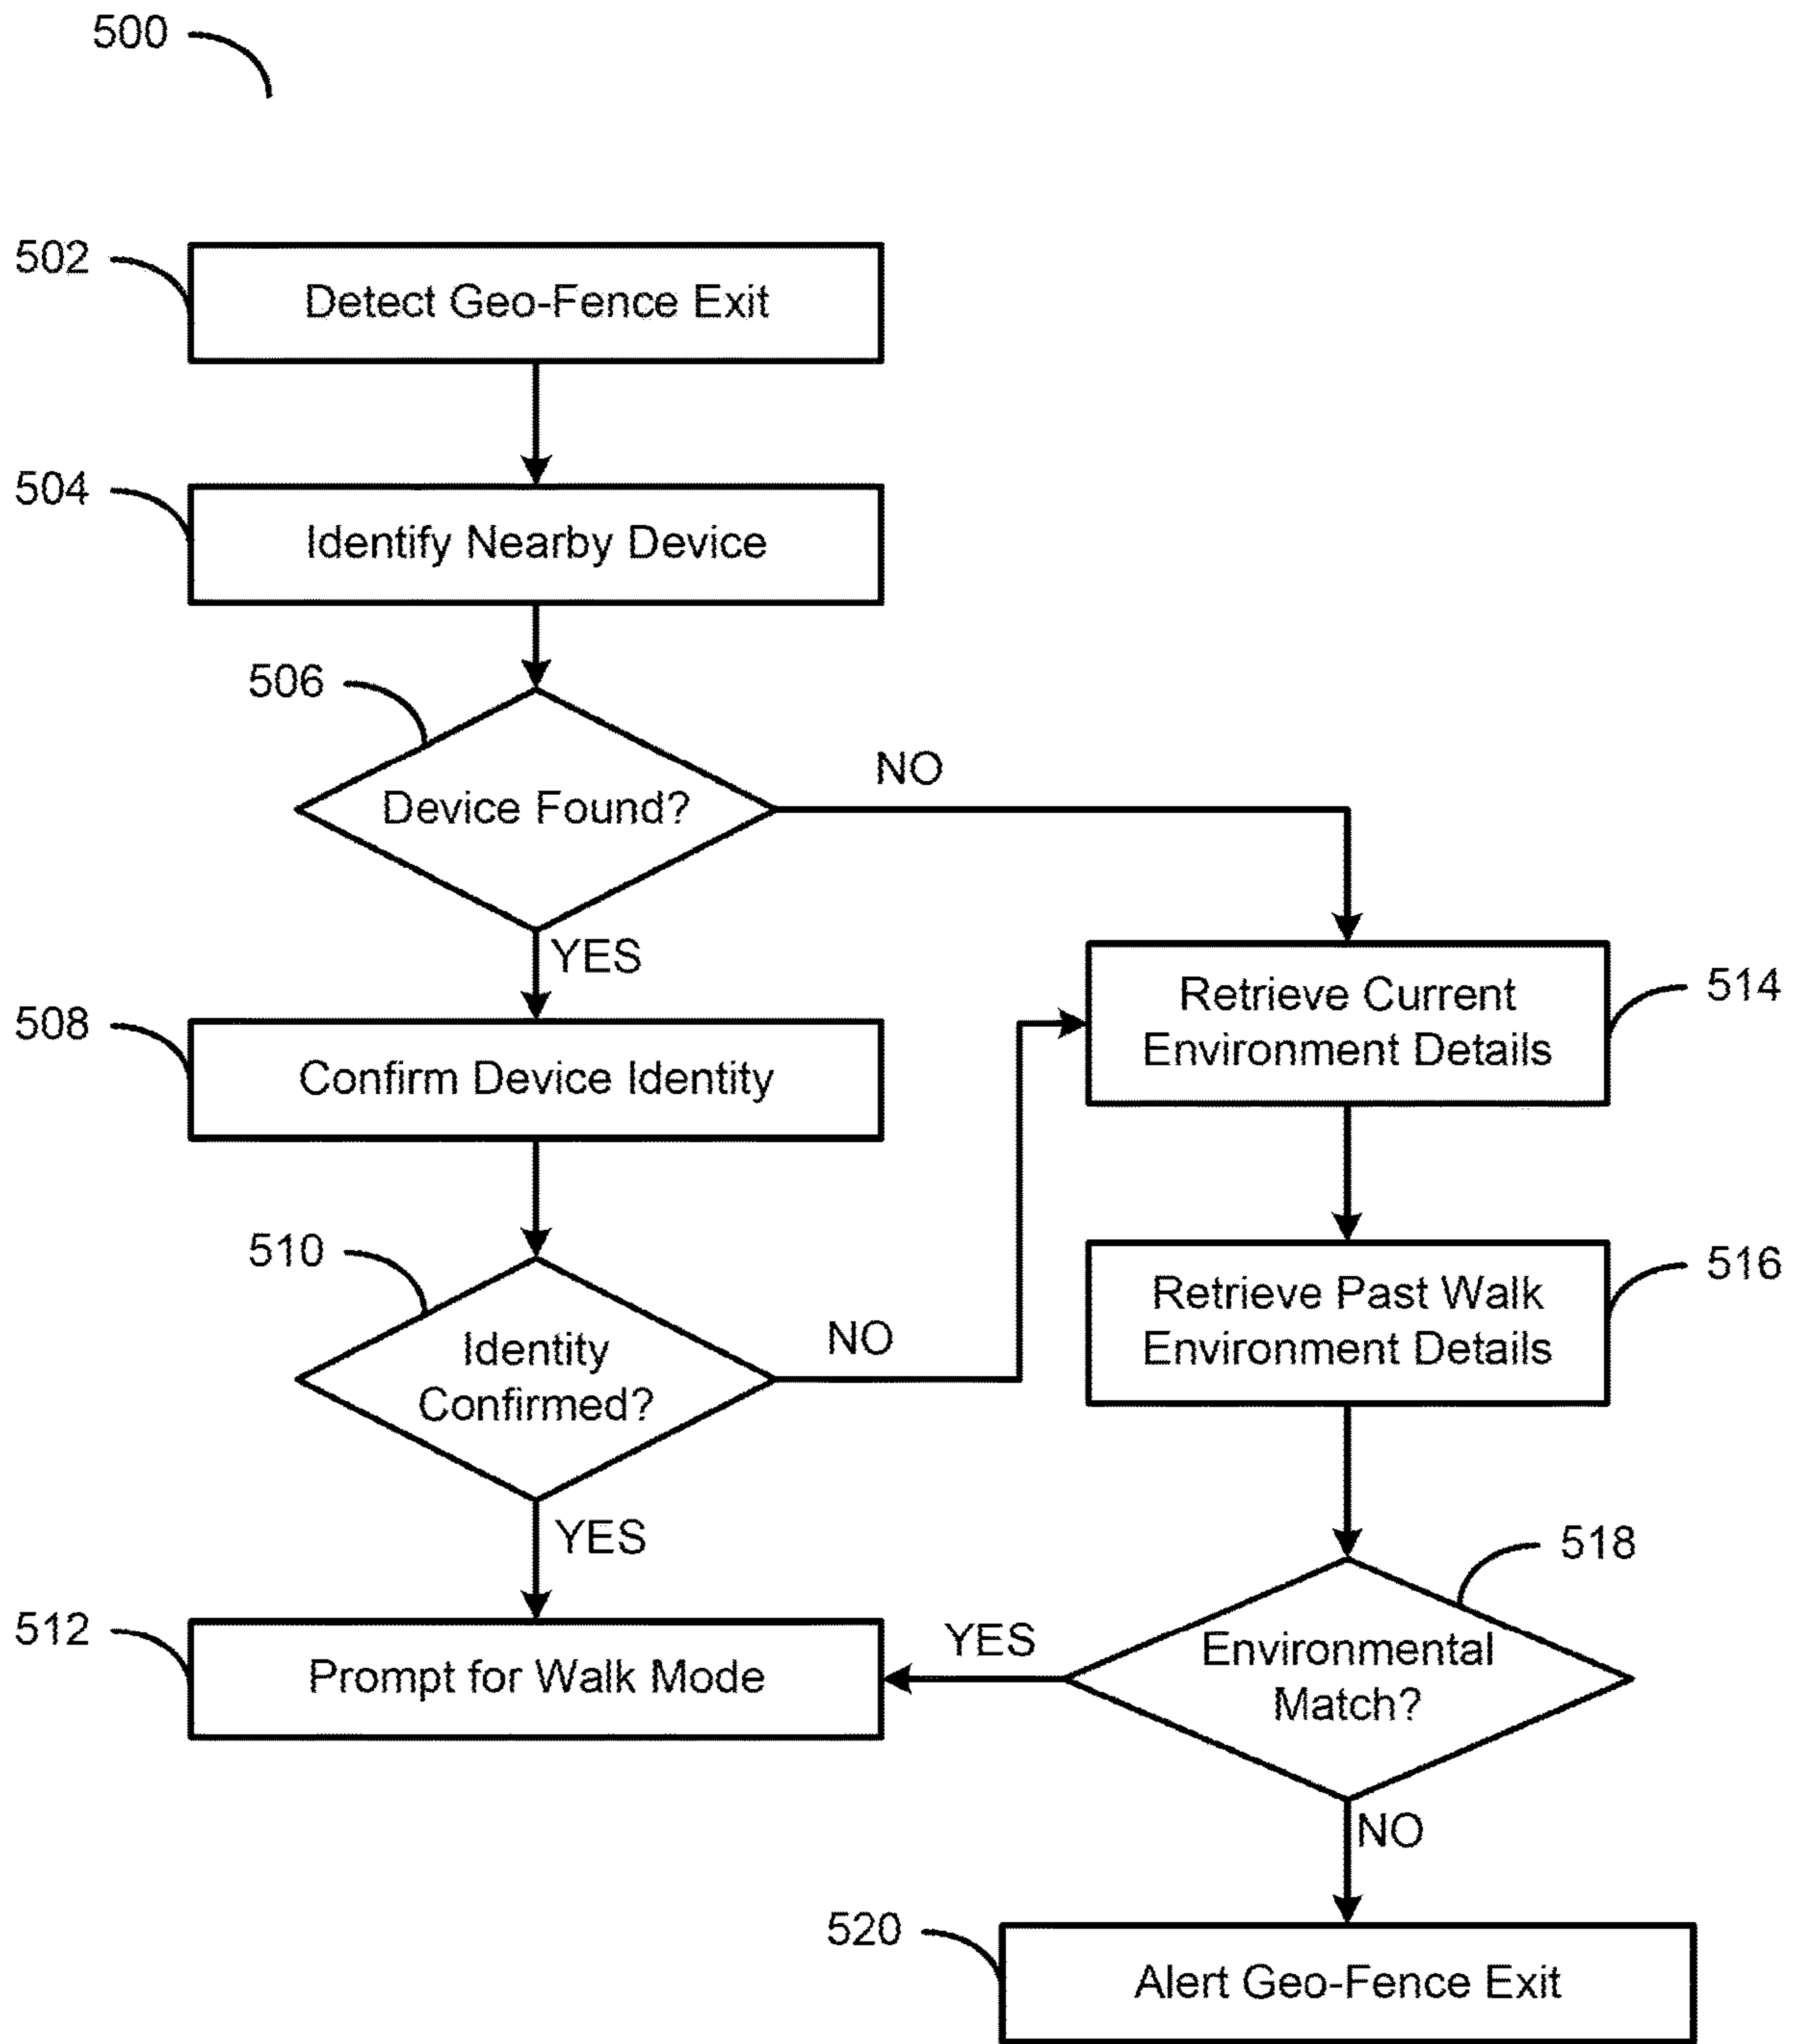 500
502
Detect Geo-Fence Exit
504
Identify Nearby Device
506
Device Found?
NO
YES
508
Confirm Device Identity
510
Identity
Confirmed?
NO
YES
512
Prompt for Walk Mode
514
Retrieve Current
Environment Details
516
Retrieve Past Walk
Environment Details
518
Environmental
Match?
YES
NO
520
Alert Geo-Fence Exit